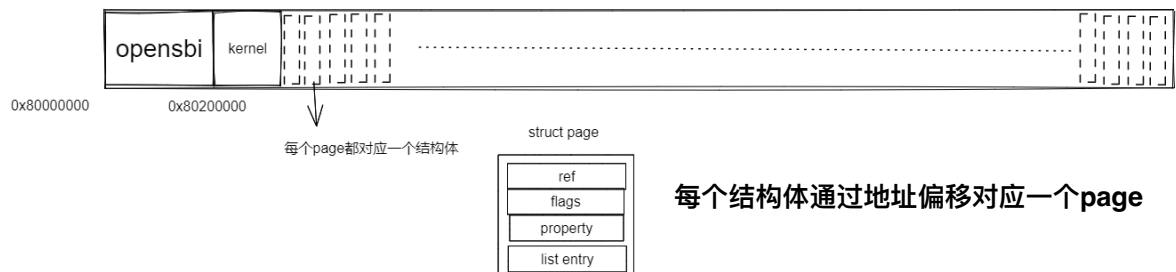 opensbi
kernel
0x80000000
0x80200000
每个page都对应一个结构体
struct page
ref
flags
property
list entry
每个结构体通过地址偏移对应一个page